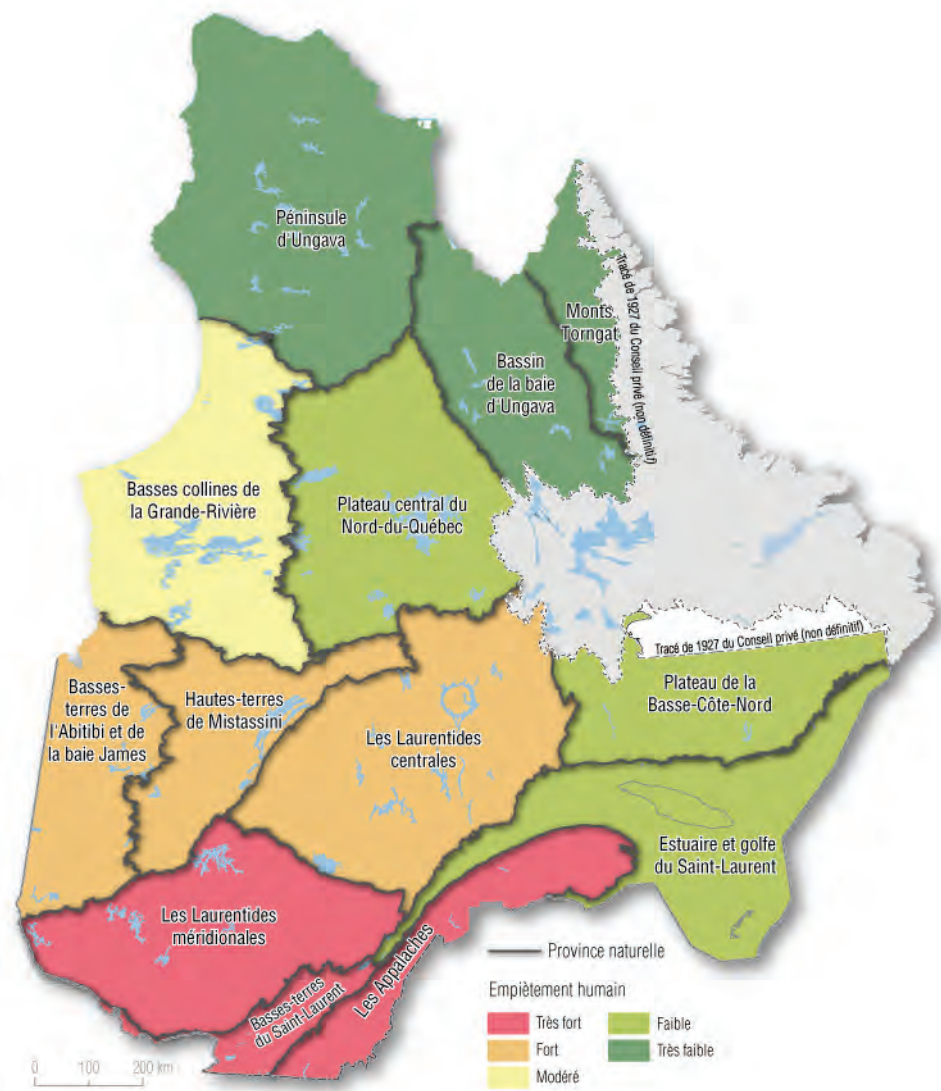 Péninsule
d'Ungava
Monts
Torngat
Tracé de 1927 du Conseil privé (non définitif)
Bassin
de la baie
d'Ungava
Basses collines de
la Grande-Rivière
Plateau central du
Nord-du-Québec
Tracé de 1927 du Conseil privé (non définitif)
Basses-
terres de
l'Abitibi et de
la baie James
Hautes-terres
de Mistassini
Les Laurentides
centrales
Plateau de la
Basse-Côte-Nord
Estuaire et golfe
du Saint-Laurent
Les Laurentides
méridionales
Basses-terres
du Saint-Laurent
Les Appalaches
Province naturelle
Empiètement humain
Très fort
Fort
Modéré
Faible
Très faible
0 100 200 km